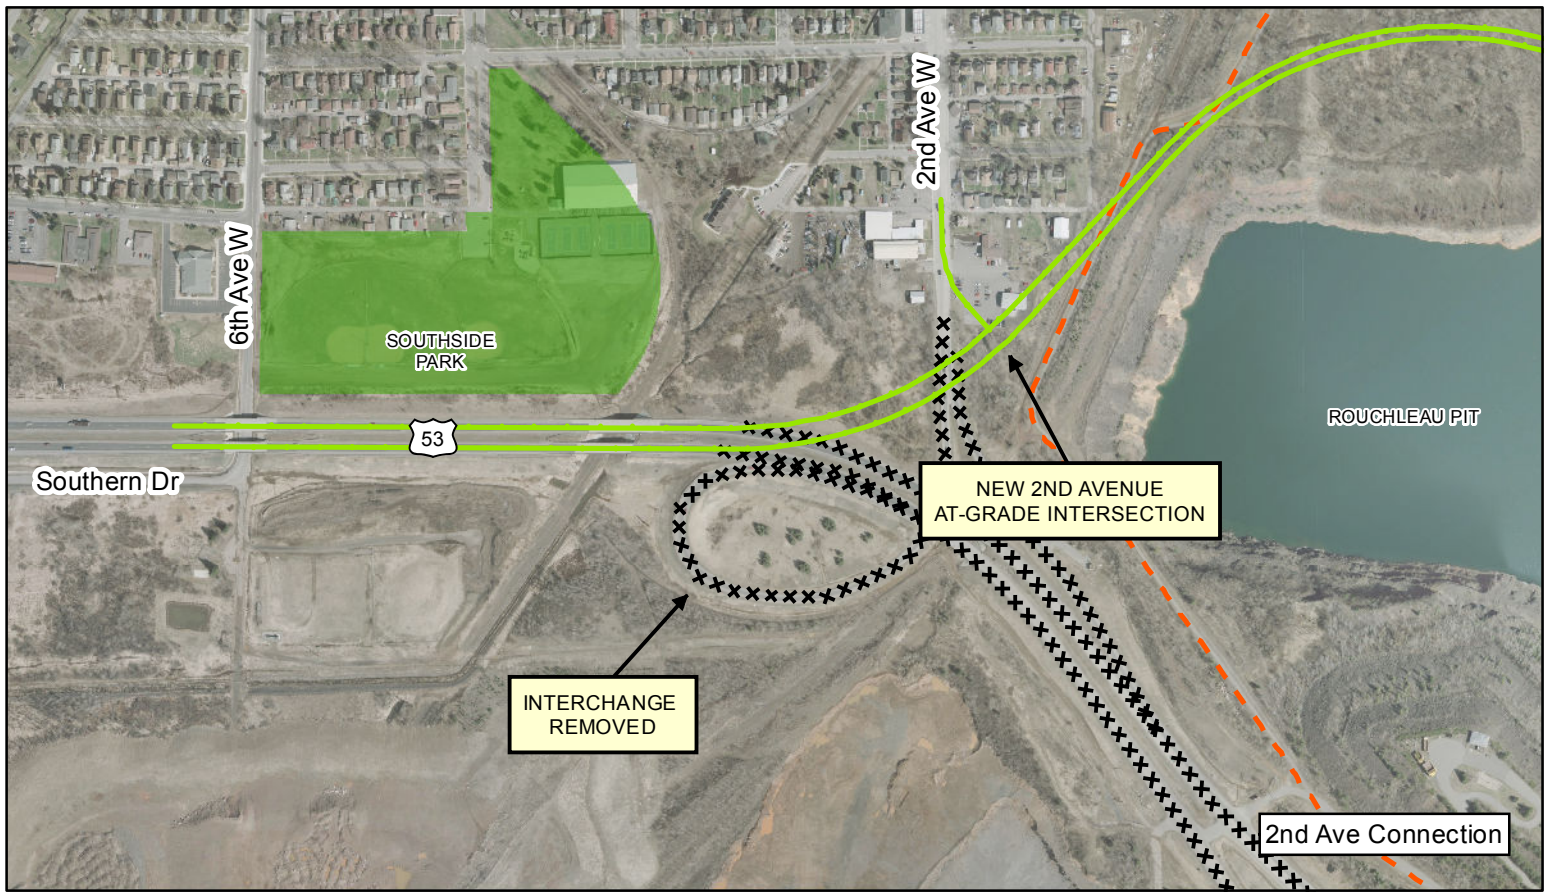 2nd Ave W
6th Ave W
SOUTHSIDE
PARK
53
ROUCHLEAU PIT
Southern Dr
NEW 2ND AVENUE
AT-GRADE INTERSECTION
INTERCHANGE
REMOVED
2nd Ave Connection